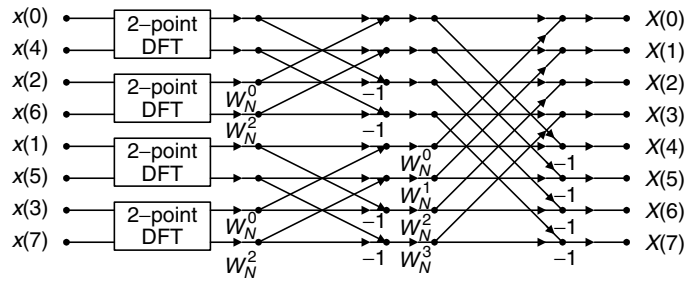 x(0) 2–point DFT X(0)
x(4) X(1)
x(2) 2–point DFT W_N^0 –1 X(2)
x(6) W_N^2 –1 X(3)
x(1) 2–point DFT W_N^0 –1 X(4)
x(5) W_N^1 –1 X(5)
x(3) 2–point DFT W_N^0 –1 W_N^2 –1 X(6)
x(7) W_N^2 –1 W_N^3 –1 X(7)